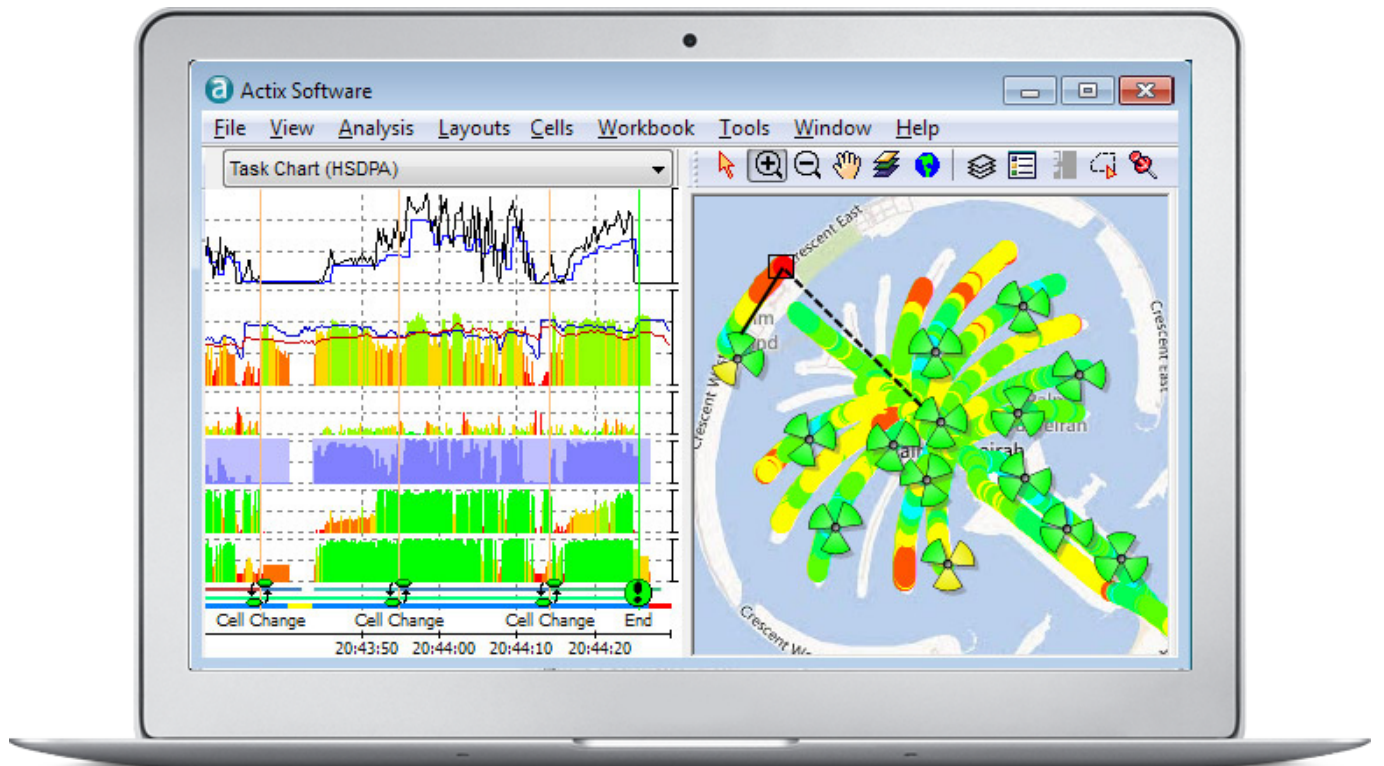 a Actix Software
File View Analysis Layouts Cells Workbook Tools Window Help
Task Chart (HSDPA)
Cell Change Cell Change Cell Change End
20:43:50 20:44:00 20:44:10 20:44:20
Crescent East
Crescent East
Crescent W
Crescent We